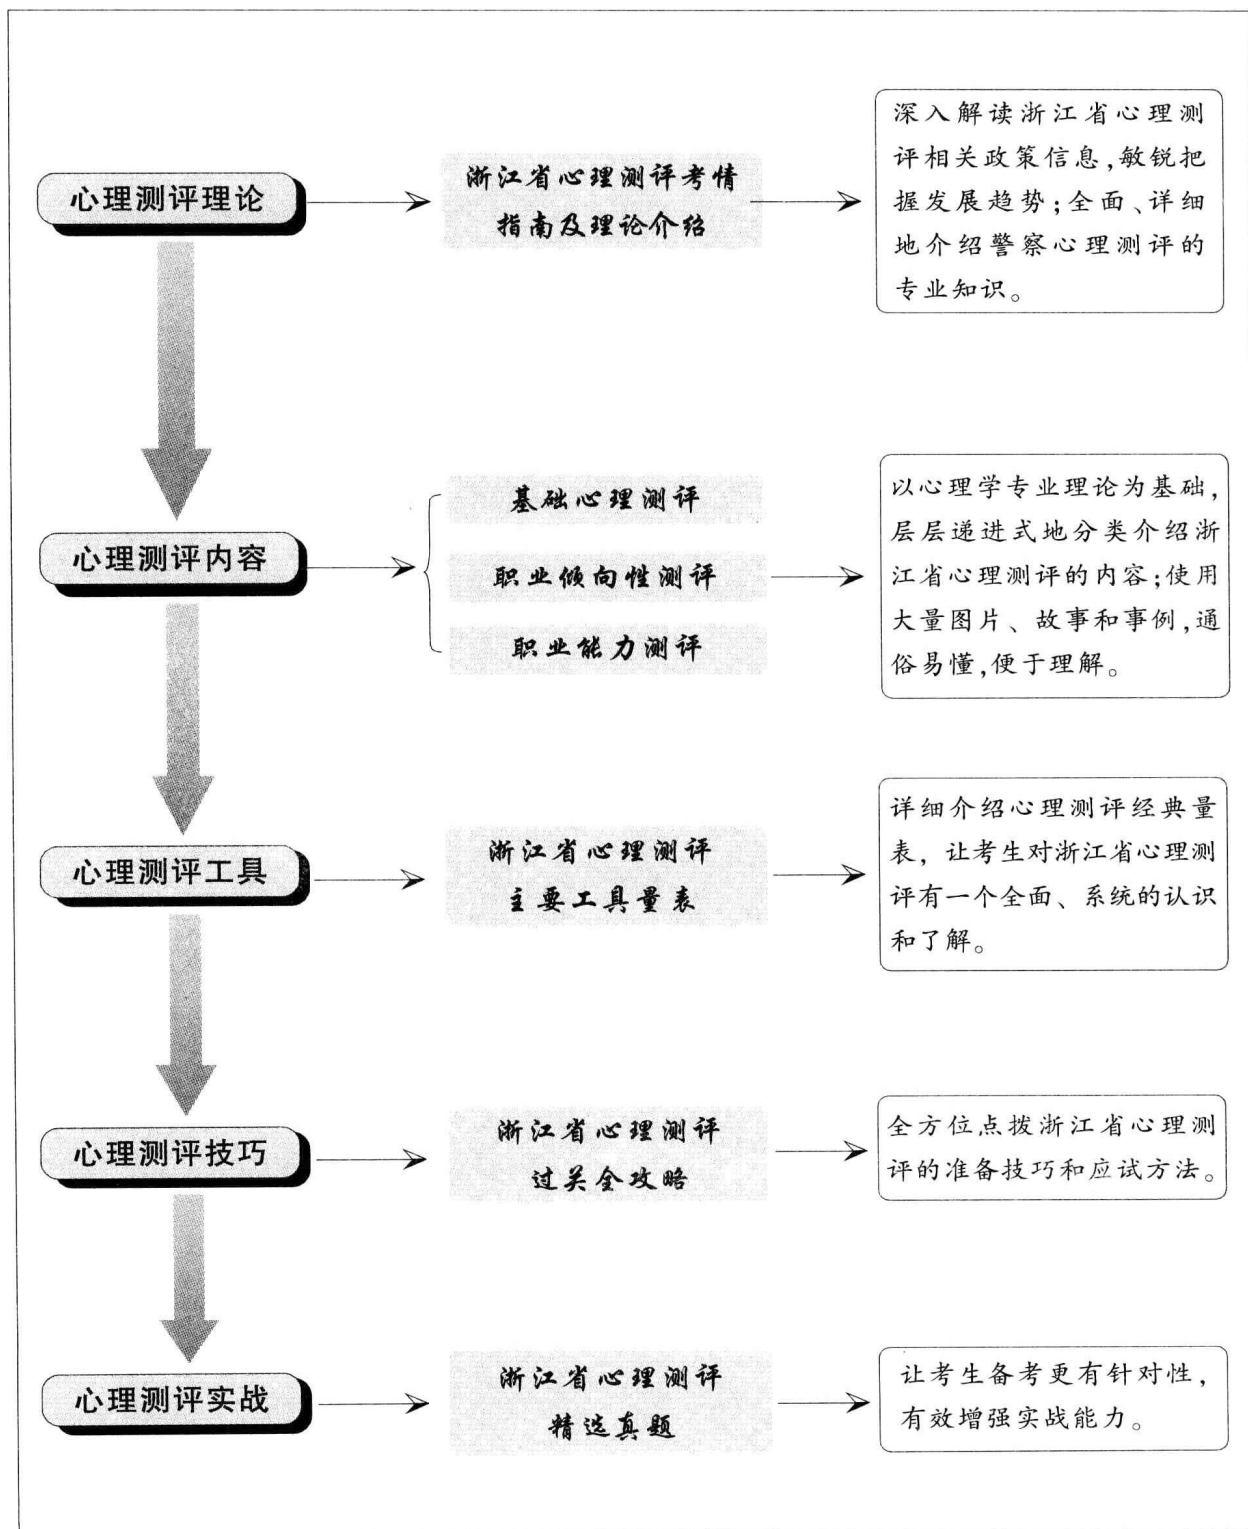 心理测评理论
浙江省心理测评考情
指南及理论介绍
深入解读浙江省心理测
评相关政策信息,敏锐把
握发展趋势;全面、详细
地介绍警察心理测评的
专业知识。
心理测评内容
基础心理测评
职业倾向性测评
职业能力测评
以心理学专业理论为基础,
层层递进式地分类介绍浙
江省心理测评的内容;使用
大量图片、故事和事例,通
俗易懂,便于理解。
心理测评工具
浙江省心理测评
主要工具量表
详细介绍心理测评经典量
表,让考生对浙江省心理测
评有一个全面、系统的认识
和了解。
心理测评技巧
浙江省心理测评
过关全攻略
全方位点拨浙江省心理测
评的准备技巧和应试方法。
心理测评实战
浙江省心理测评
精选真题
让考生备考更有针对性,
有效增强实战能力。